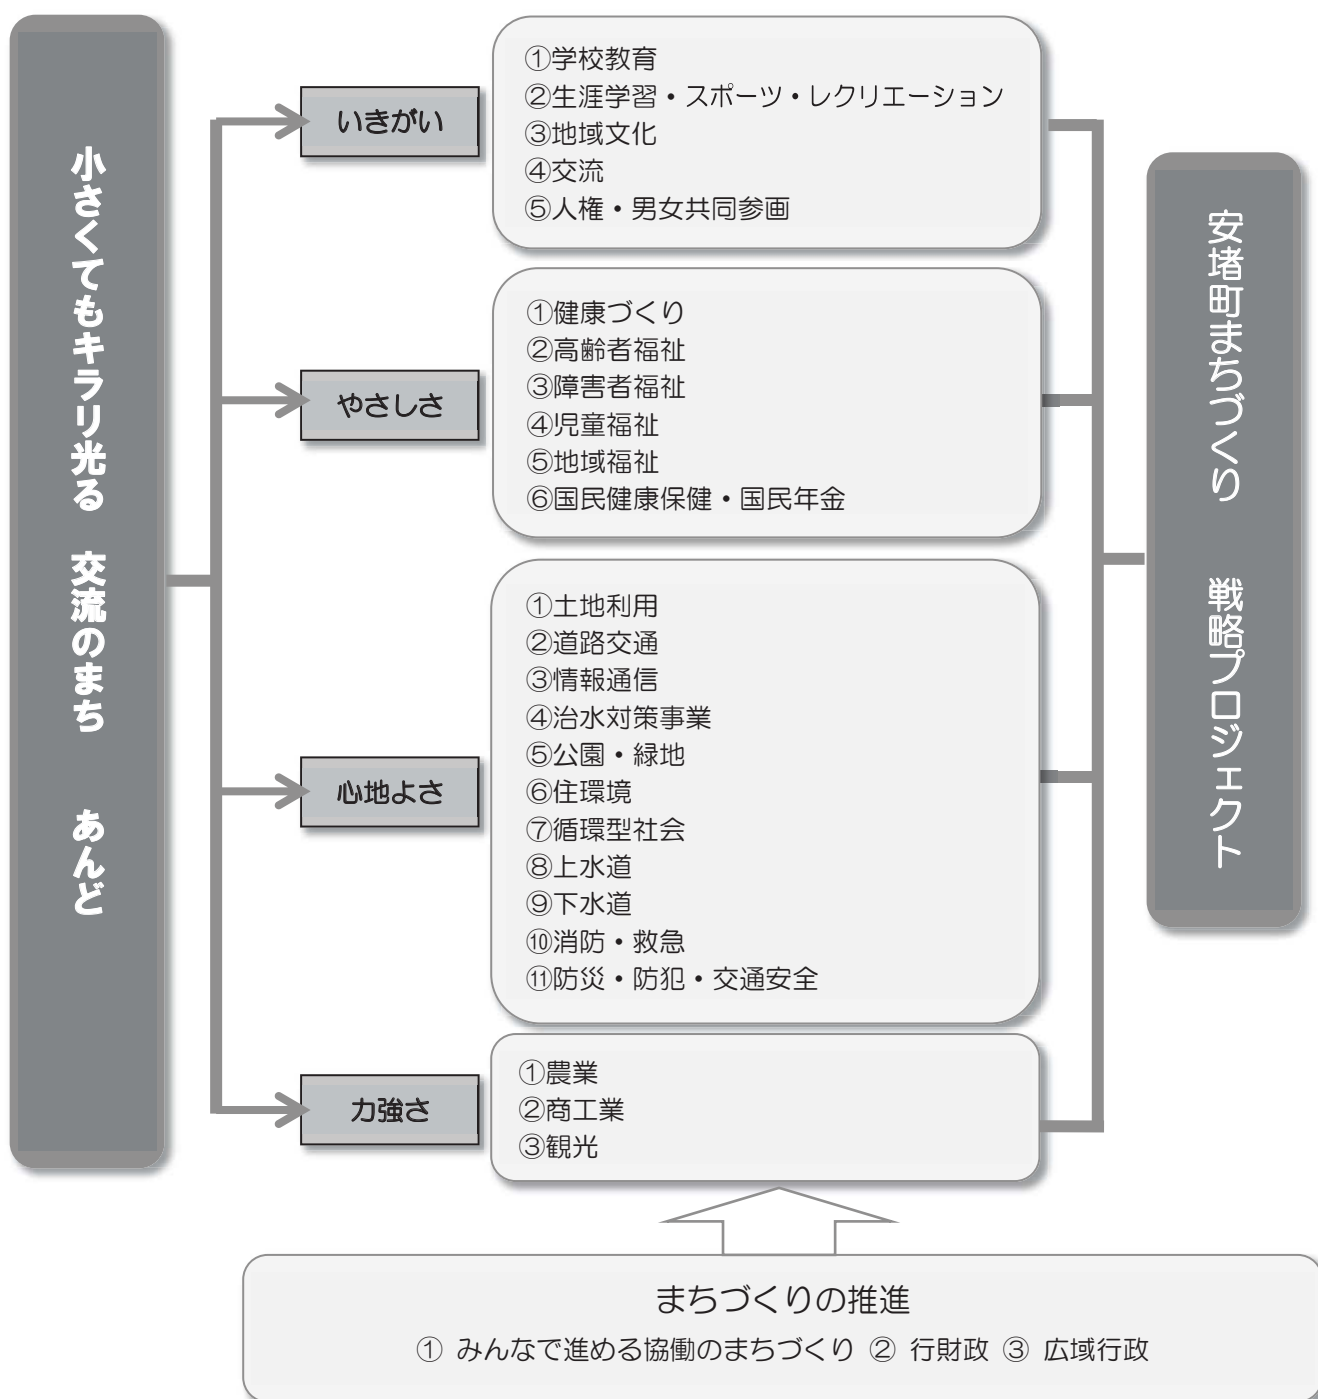 小さくてもキラリ光る　交流のまち　あんど
いきがい
①学校教育
②生涯学習・スポーツ・レクリエーション
③地域文化
④交流
⑤人権・男女共同参画
やさしさ
①健康づくり
②高齢者福祉
③障害者福祉
④児童福祉
⑤地域福祉
⑥国民健康保健・国民年金
心地よさ
①土地利用
②道路交通
③情報通信
④治水対策事業
⑤公園・緑地
⑥住環境
⑦循環型社会
⑧上水道
⑨下水道
⑩消防・救急
⑪防災・防犯・交通安全
力強さ
①農業
②商工業
③観光
安堵町まちづくり　戦略プロジェクト
まちづくりの推進
① みんなで進める協働のまちづくり ② 行財政 ③ 広域行政